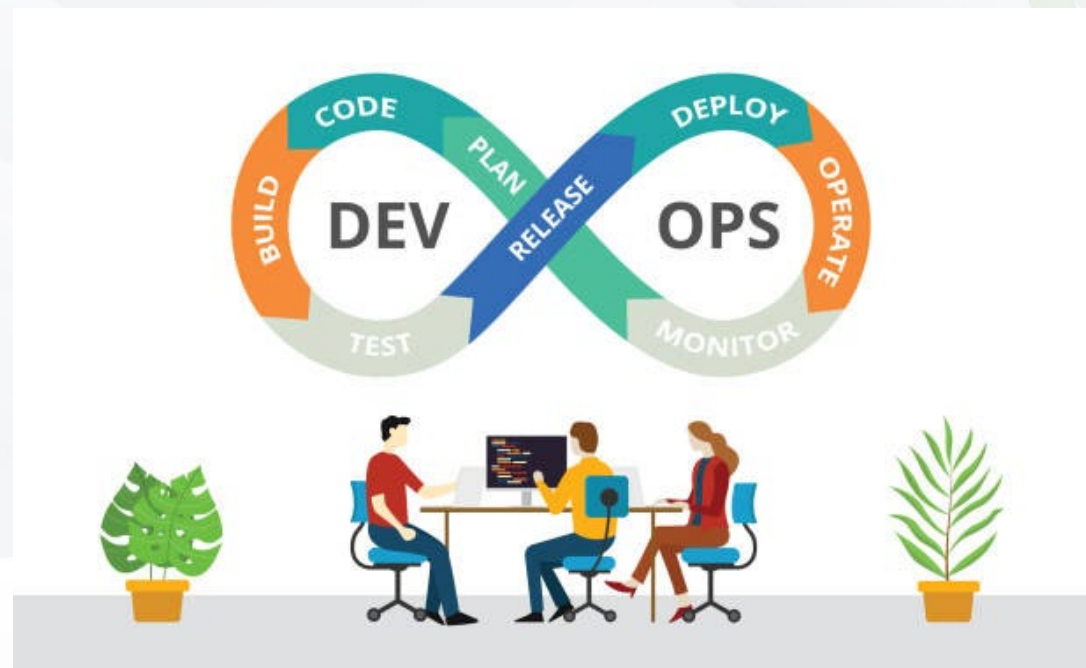 CODE
PLAN
DEPLOY
BUILD
DEV
RELEASE
OPS
OPERATE
TEST
MONITOR